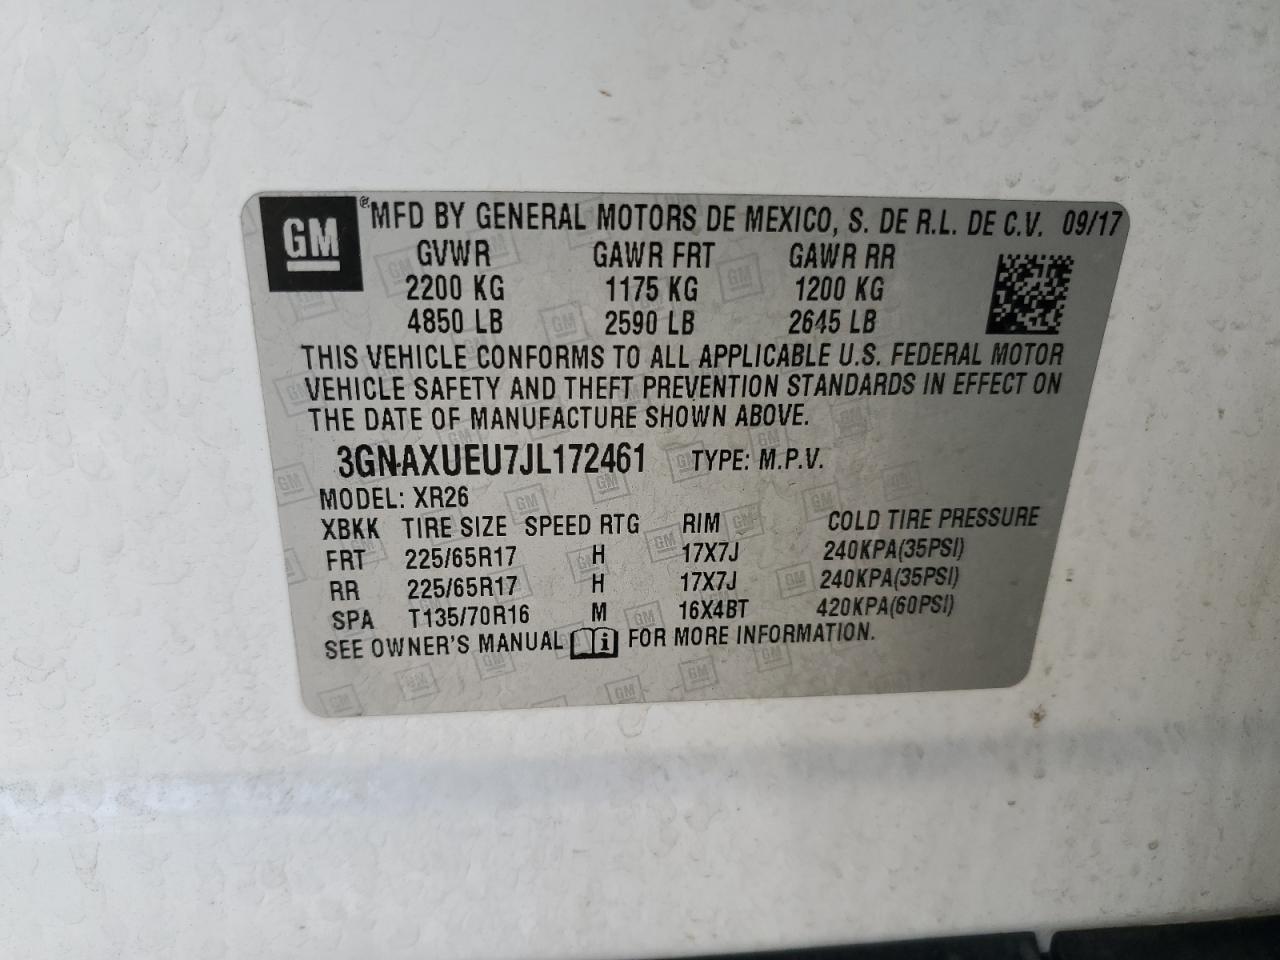 GM ® MFD BY GENERAL MOTORS DE MEXICO, S. DE R.L. DE C.V. 09/17
GVWR GAWR FRT GAWR RR
2200 KG 1175 KG 1200 KG
4850 LB 2590 LB 2645 LB
THIS VEHICLE CONFORMS TO ALL APPLICABLE U.S. FEDERAL MOTOR
VEHICLE SAFETY AND THEFT PREVENTION STANDARDS IN EFFECT ON
THE DATE OF MANUFACTURE SHOWN ABOVE.
3GNAXUEU7JL172461 TYPE: M.P.V.
MODEL: XR26
XBKK TIRE SIZE SPEED RTG RIM COLD TIRE PRESSURE
FRT 225/65R17 H 17X7J 240KPA(35PSI)
RR 225/65R17 H 17X7J 240KPA(35PSI)
SPA T135/70R16 M 16X4BT 420KPA(60PSI)
SEE OWNER'S MANUAL i FOR MORE INFORMATION.